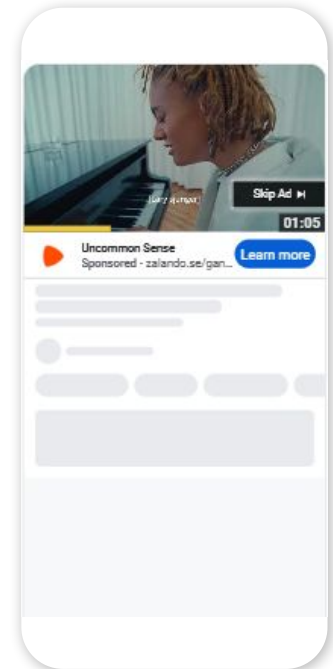 Skip Ad
01:05
Uncommon Sense
Sponsored · zalando.se/gan...
Learn more